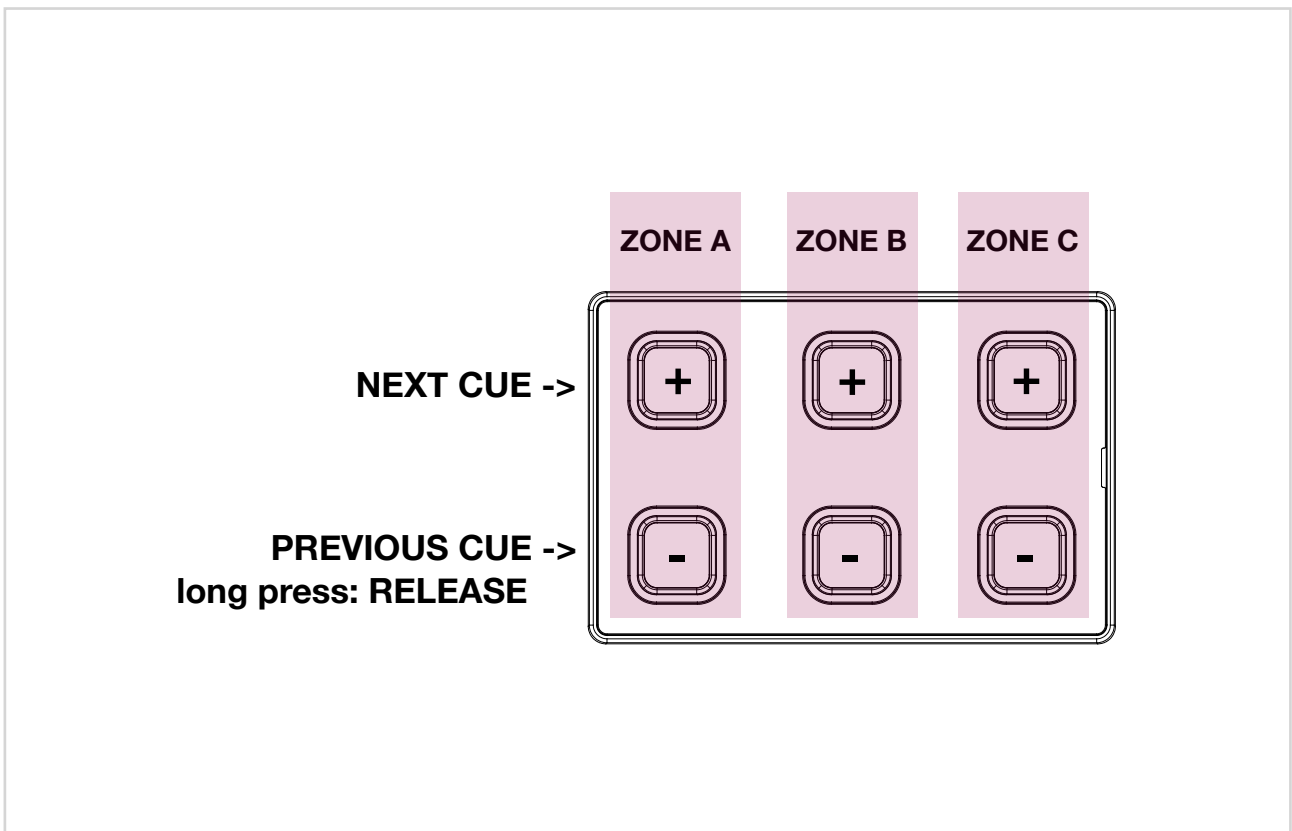 ZONE A ZONE B ZONE C
NEXT CUE -> + + +
PREVIOUS CUE -> - - -
long press: RELEASE